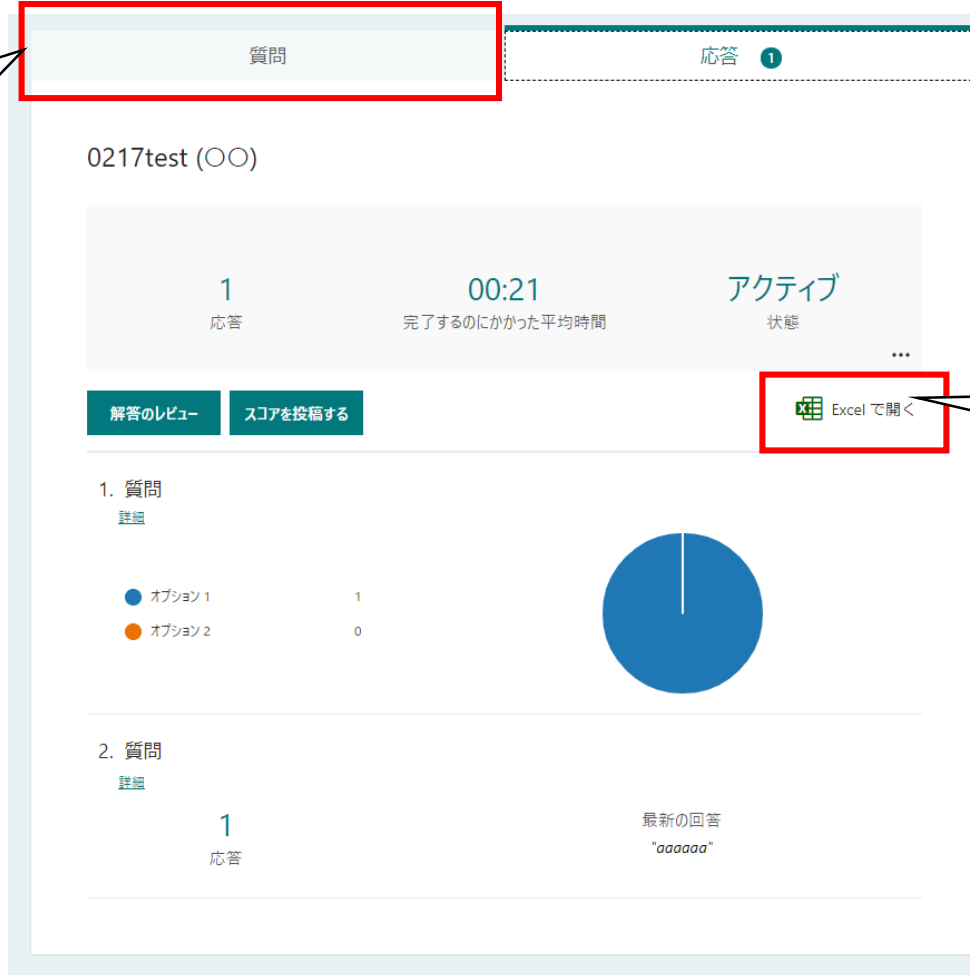 質問
応答 1
0217test (○○)
1
応答
00:21
完了するのにかかった平均時間
アクティブ
状態
...
解答のレビュー
スコアを投稿する
Excel で開く
1. 質問
詳細
オプション 1 1
オプション 2 0
2. 質問
詳細
1
応答
最新の回答
"aaaaaa"